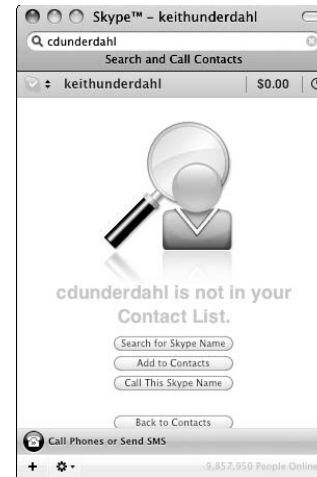 Skype™ – keithunderdahl
cdunderdahl
Search and Call Contacts
keithunderdahl $0.00
cdunderdahl is not in your
Contact List.
Search for Skype Name
Add to Contacts
Call This Skype Name
Back to Contacts
Call Phones or Send SMS
9,857,950 People Online